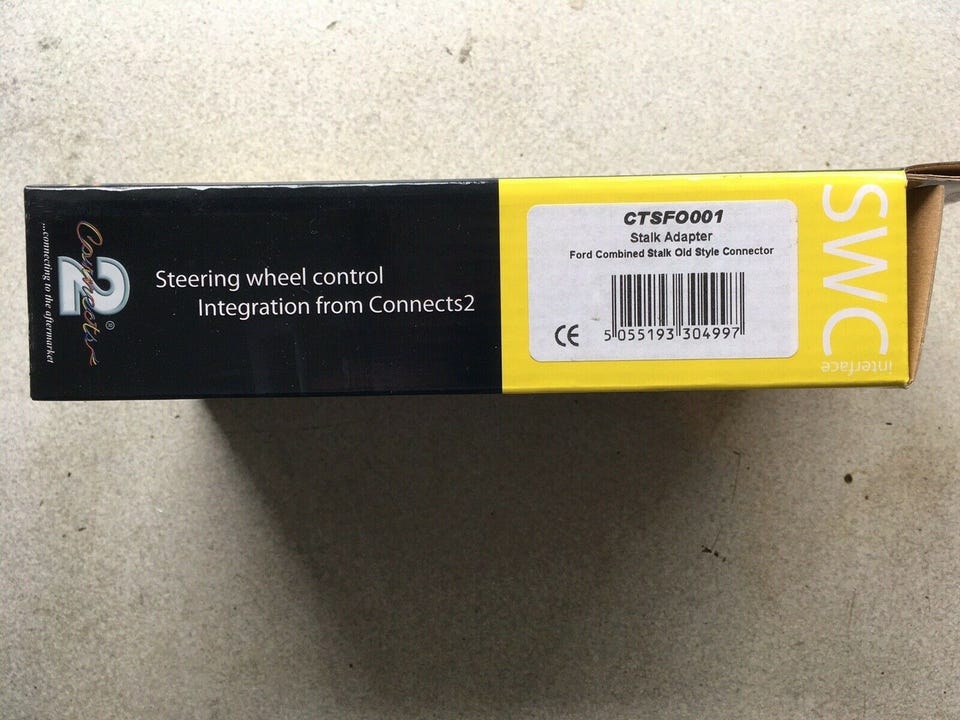 Connects2®
...connecting to the aftermarket
Steering wheel control
Integration from Connects2
CTSFO001
Stalk Adapter
Ford Combined Stalk Old Style Connector
CE
5 055193 304997
SWC
interface